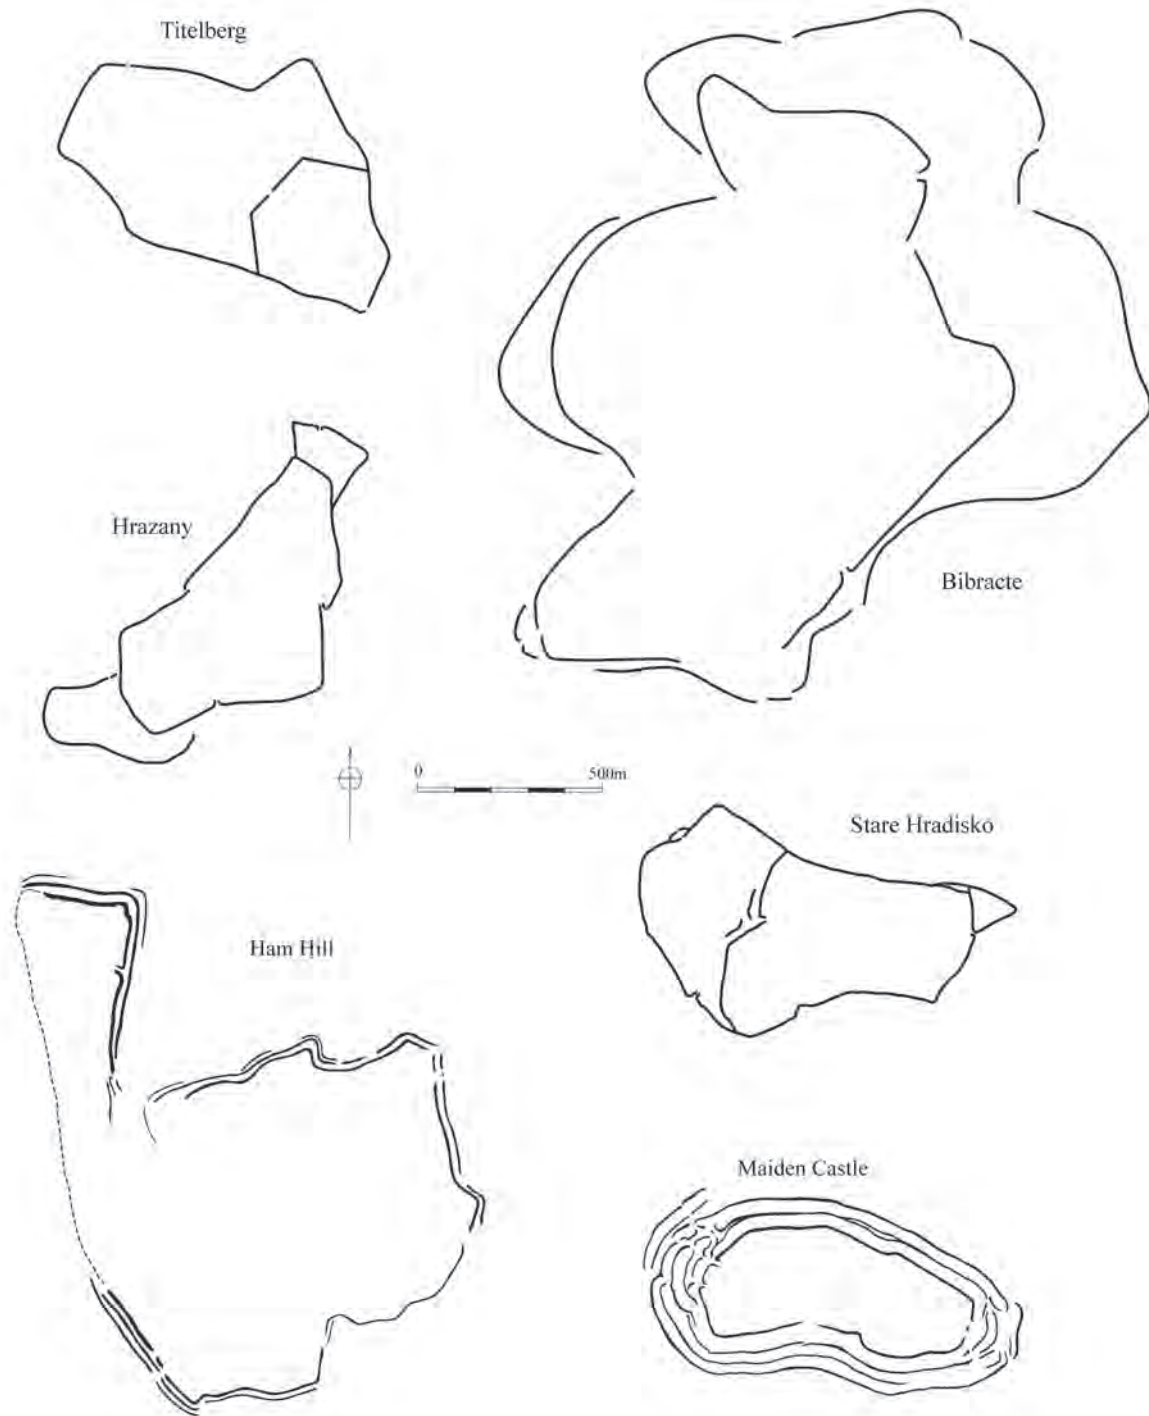 Titelberg
Hrazany
Bibracte
0 500m
Stare Hradisko
Ham Hill
Maiden Castle